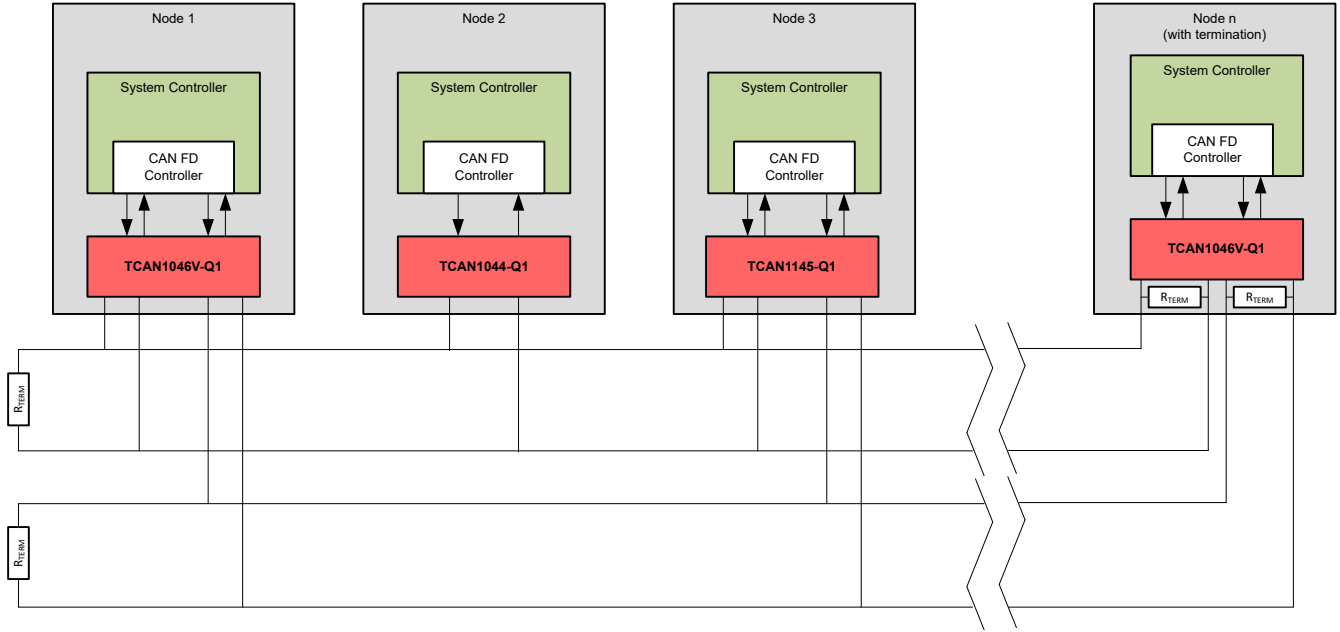 Node 1
System Controller
CAN FD
Controller
TCAN1046V-Q1
Node 2
System Controller
CAN FD
Controller
TCAN1044-Q1
Node 3
System Controller
CAN FD
Controller
TCAN1145-Q1
Node n
(with termination)
System Controller
CAN FD
Controller
TCAN1046V-Q1
RTERM
RTERM
RTERM
RTERM